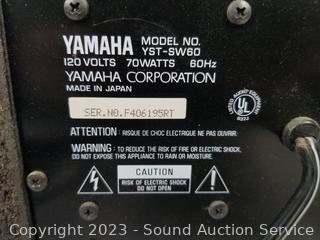 YAMAHA MODEL NO.
YST-SW60
120 VOLTS 70WATTS 60Hz
YAMAHA CORPORATION
MADE IN JAPAN
SER.NO.F406195RT
ATTENTION : RISQUE DE CHOC ELECTRIQUE NE PAS OUVRIR.
WARNING : TO REDUCE THE RISK OF FIRE OR ELECTRIC SHOCK,
DO NOT EXPOSE THIS APPLIANCE TO RAIN OR MOISTURE.
CAUTION
RISK OF ELECTRIC SHOCK
DO NOT OPEN
UL
Copyright 2023 - Sound Auction Service